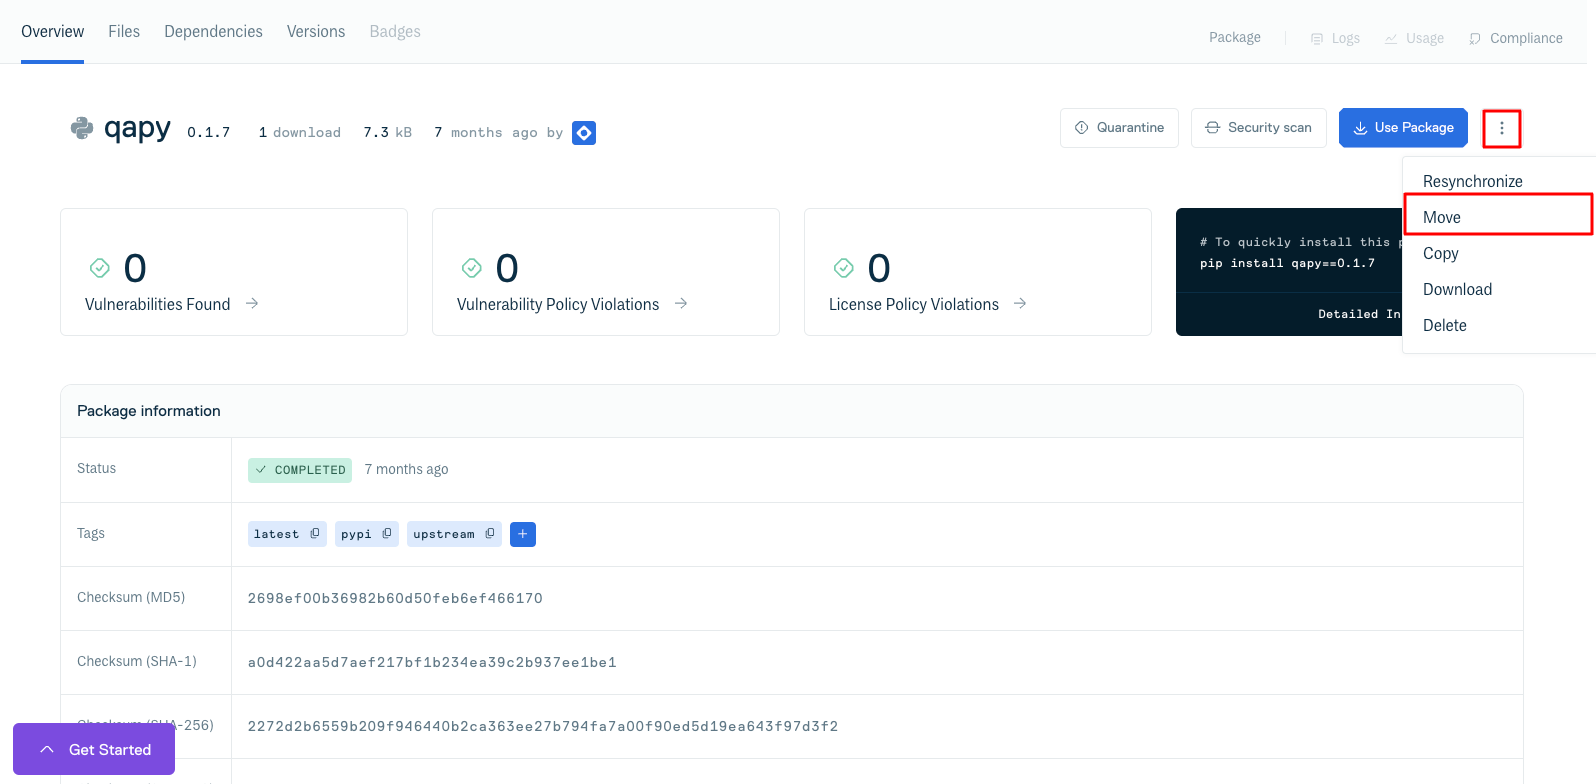 Overview Files Dependencies Versions Badges
Package Logs Usage Compliance
qapy 0.1.7 1 download 7.3 kB 7 months ago by
Quarantine Security scan Use Package
Resynchronize
Move
Copy
Download
Delete
0
Vulnerabilities Found
0
Vulnerability Policy Violations
0
License Policy Violations
# To quickly install this
pip install qapy==0.1.7
Detailed In
Package information
Status COMPLETED 7 months ago
Tags latest pypi upstream +
Checksum (MD5) 2698ef00b36982b60d50feb6ef466170
Checksum (SHA-1) a0d422aa5d7aef217bf1b234ea39c2b937ee1be1
Checksum (SHA-256) 2272d2b6559b209f946440b2ca363ee27b794fa7a00f90ed5d19ea643f97d3f2
Get Started